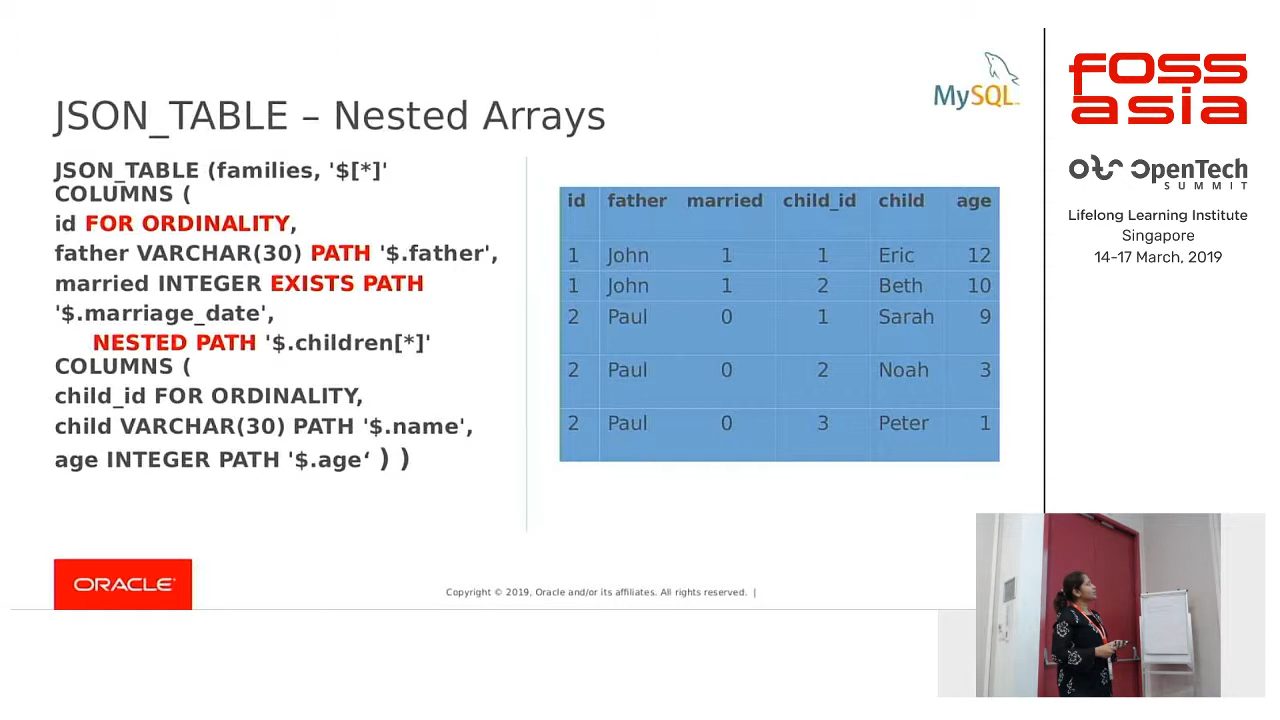 JSON_TABLE – Nested Arrays
MySQL
JSON_TABLE (families, '$[*]'
COLUMNS (
id FOR ORDINALITY,
father VARCHAR(30) PATH '$.father',
married INTEGER EXISTS PATH
'$.marriage_date',
NESTED PATH '$.children[*]'
COLUMNS (
child_id FOR ORDINALITY,
child VARCHAR(30) PATH '$.name',
age INTEGER PATH '$.age‘ ) )
id father married child_id child age
1 John 1 1 Eric 12
1 John 1 2 Beth 10
2 Paul 0 1 Sarah 9
2 Paul 0 2 Noah 3
2 Paul 0 3 Peter 1
ORACLE
Copyright © 2019, Oracle and/or its affiliates. All rights reserved. |
foss
asia
OpenTech
SUMMIT
Lifelong Learning Institute
Singapore
14-17 March, 2019